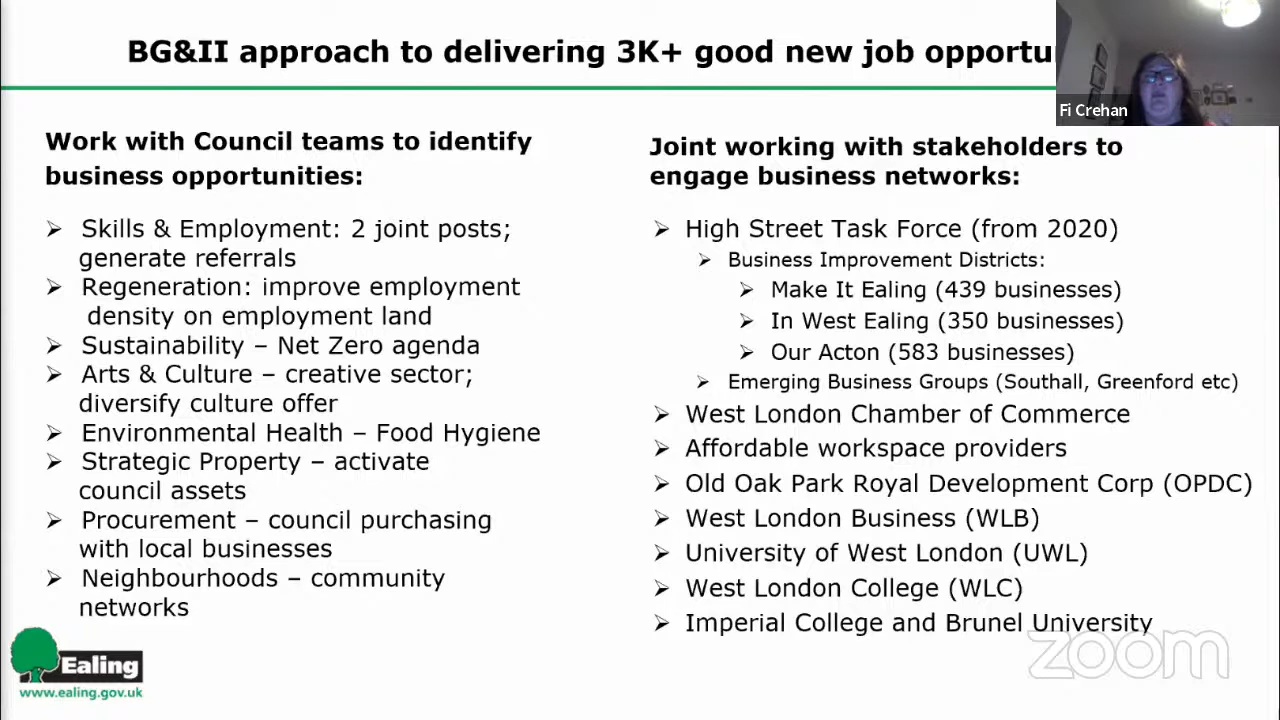 BG&II approach to delivering 3K+ good new job opportu
Fi Crehan
Work with Council teams to identify
business opportunities:
➢ Skills & Employment: 2 joint posts;
generate referrals
➢ Regeneration: improve employment
density on employment land
➢ Sustainability – Net Zero agenda
➢ Arts & Culture – creative sector;
diversify culture offer
➢ Environmental Health – Food Hygiene
➢ Strategic Property – activate
council assets
➢ Procurement – council purchasing
with local businesses
➢ Neighbourhoods – community
networks
Joint working with stakeholders to
engage business networks:
➢ High Street Task Force (from 2020)
➢ Business Improvement Districts:
➢ Make It Ealing (439 businesses)
➢ In West Ealing (350 businesses)
➢ Our Acton (583 businesses)
➢ Emerging Business Groups (Southall, Greenford etc)
➢ West London Chamber of Commerce
➢ Affordable workspace providers
➢ Old Oak Park Royal Development Corp (OPDC)
➢ West London Business (WLB)
➢ University of West London (UWL)
➢ West London College (WLC)
➢ Imperial College and Brunel University
Ealing
www.ealing.gov.uk
zoom